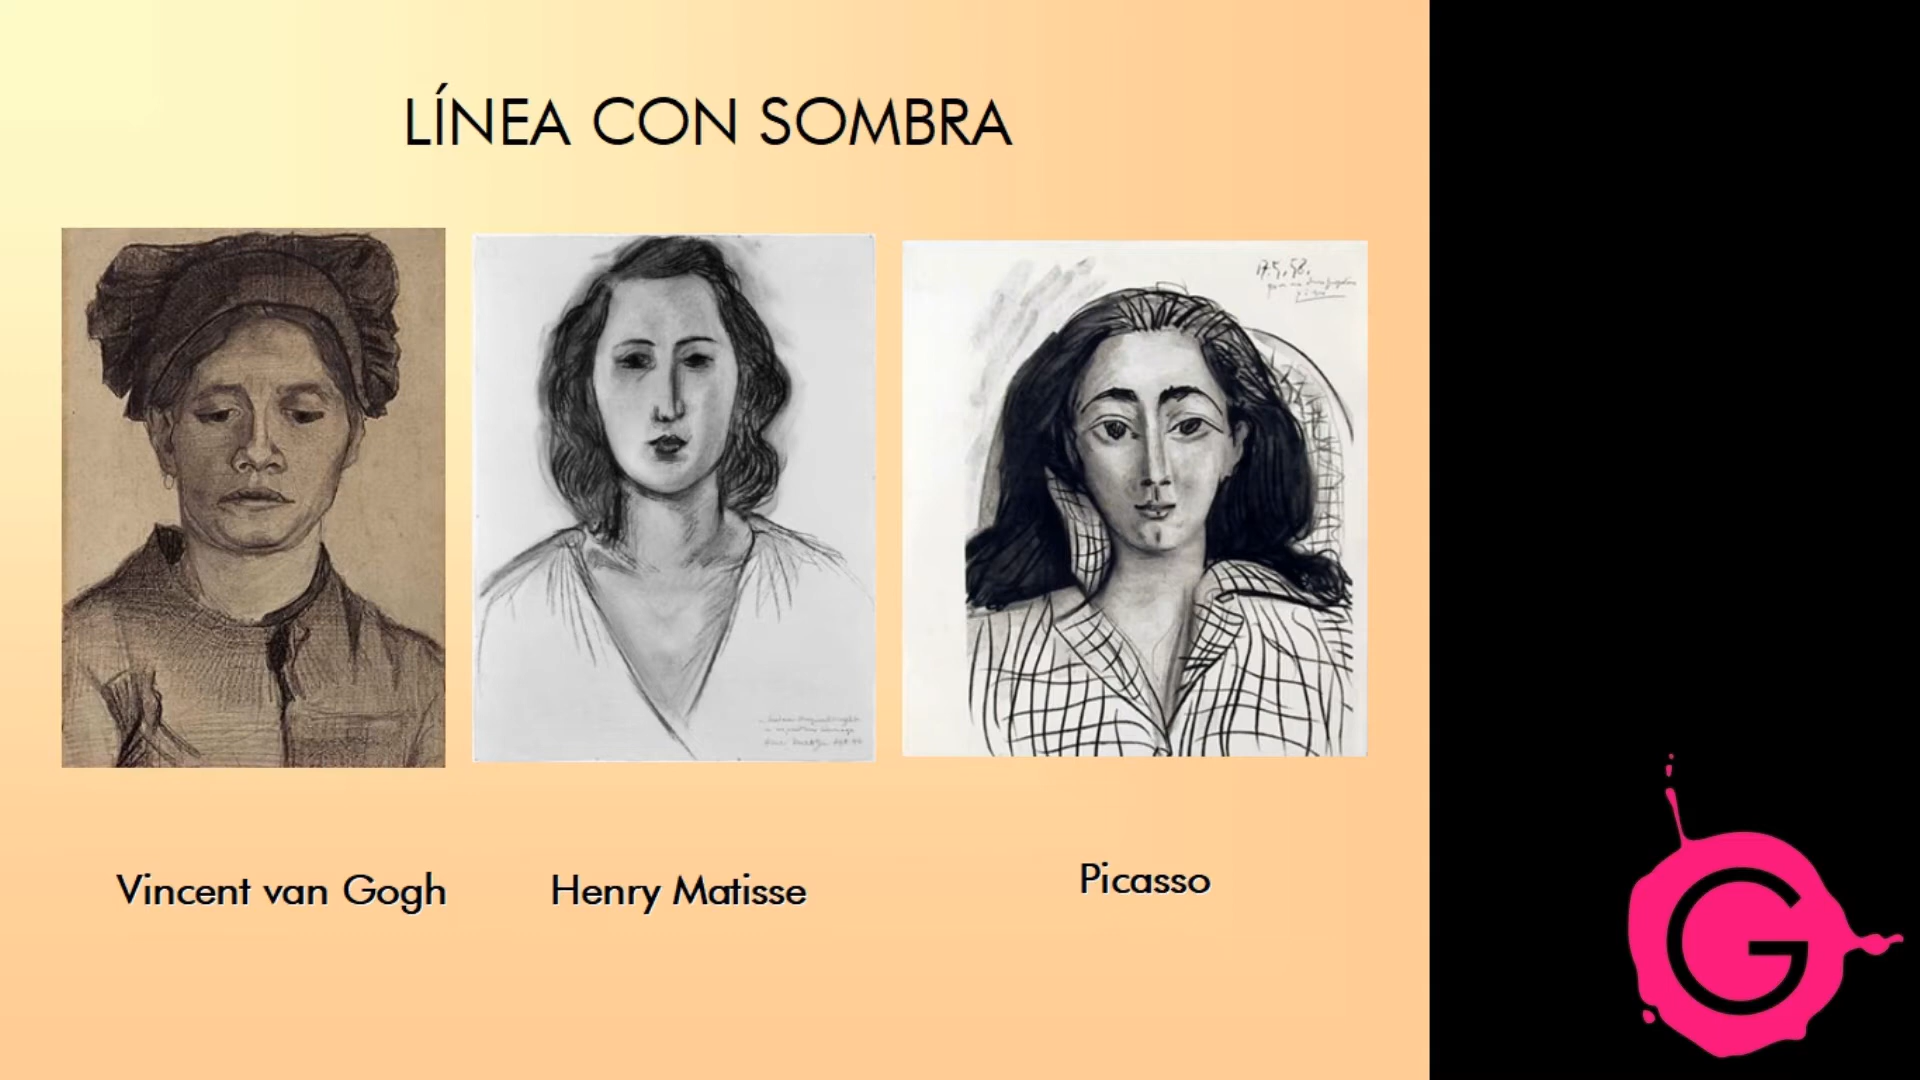 LÍNEA CON SOMBRA
Vincent van Gogh
Henry Matisse
Picasso
G